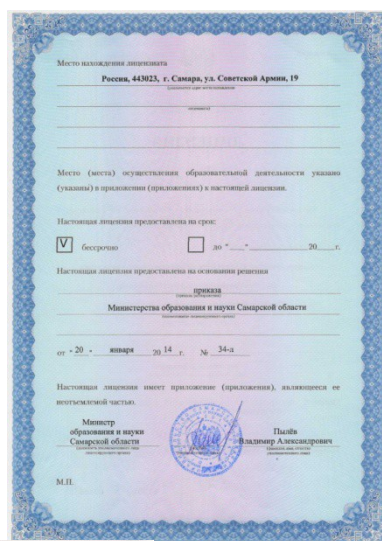 Место нахождения лицензиата
Россия, 443023, г. Самара, ул. Советской Армии, 19
Место (места) осуществления образовательной деятельности указано
(указаны) в приложении (приложениях) к настоящей лицензии.
Настоящая лицензия предоставлена на срок:
V бессрочно до “___” ________ 20___г.
Настоящая лицензия предоставлена на основании решения
приказа
Министерства образования и науки Самарской области
от « 20 » января 20 14 г. № 34-л
Настоящая лицензия имеет приложение (приложения), являющееся ее
неотъемлемой частью.
Министр
образования и науки
Самарской области
Пылёв
Владимир Александрович
М.П.